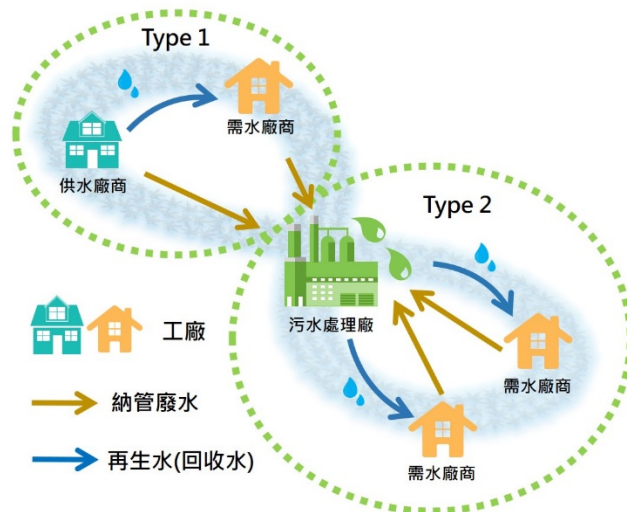 Type 1
需水廠商
供水廠商
Type 2
污水處理廠
工廠
需水廠商
納管廢水
需水廠商
再生水(回收水)